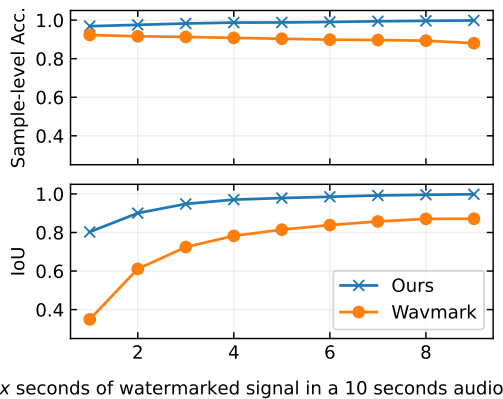 Sample-level Acc.
1.0
0.8
0.6
0.4
IoU
1.0
0.8
0.6
0.4
Ours
Wavmark
2 4 6 8
x seconds of watermarked signal in a 10 seconds audio